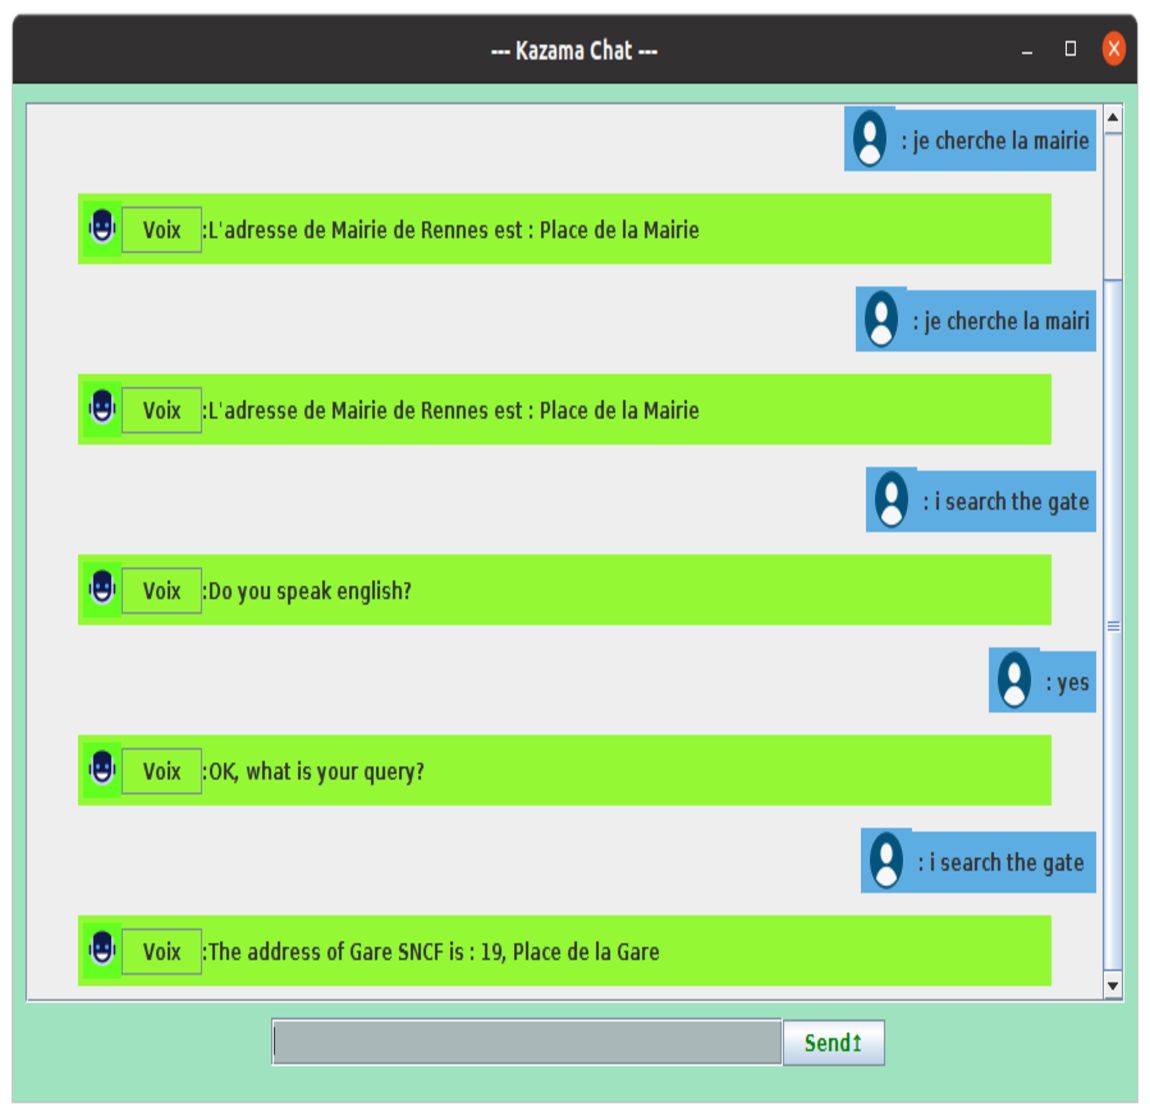 --- Kazama Chat ---
: je cherche la mairie
Voix :L'adresse de Mairie de Rennes est : Place de la Mairie
: je cherche la mairi
Voix :L'adresse de Mairie de Rennes est : Place de la Mairie
: i search the gate
Voix :Do you speak english?
: yes
Voix :OK, what is your query?
: i search the gate
Voix :The address of Gare SNCF is : 19, Place de la Gare
Send↥